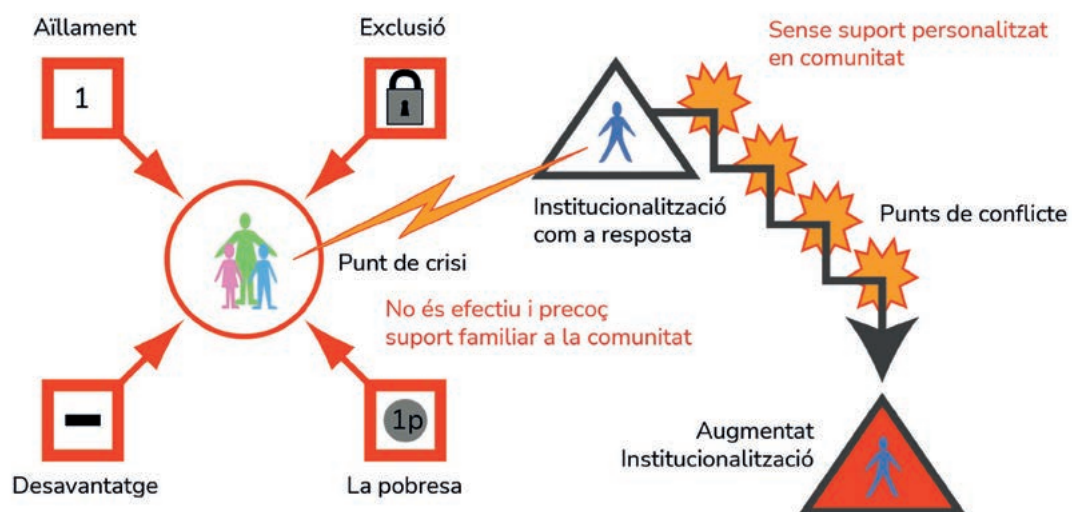 Aïllament
Exclusió
1
Sense suport personalitzat
en comunitat
Institucionalització
com a resposta
Punts de conflicte
Punt de crisi
No és efectiu i precoç
suport familiar a la comunitat
1p
Desavantatge
La pobresa
Augmentat
Institucionalització